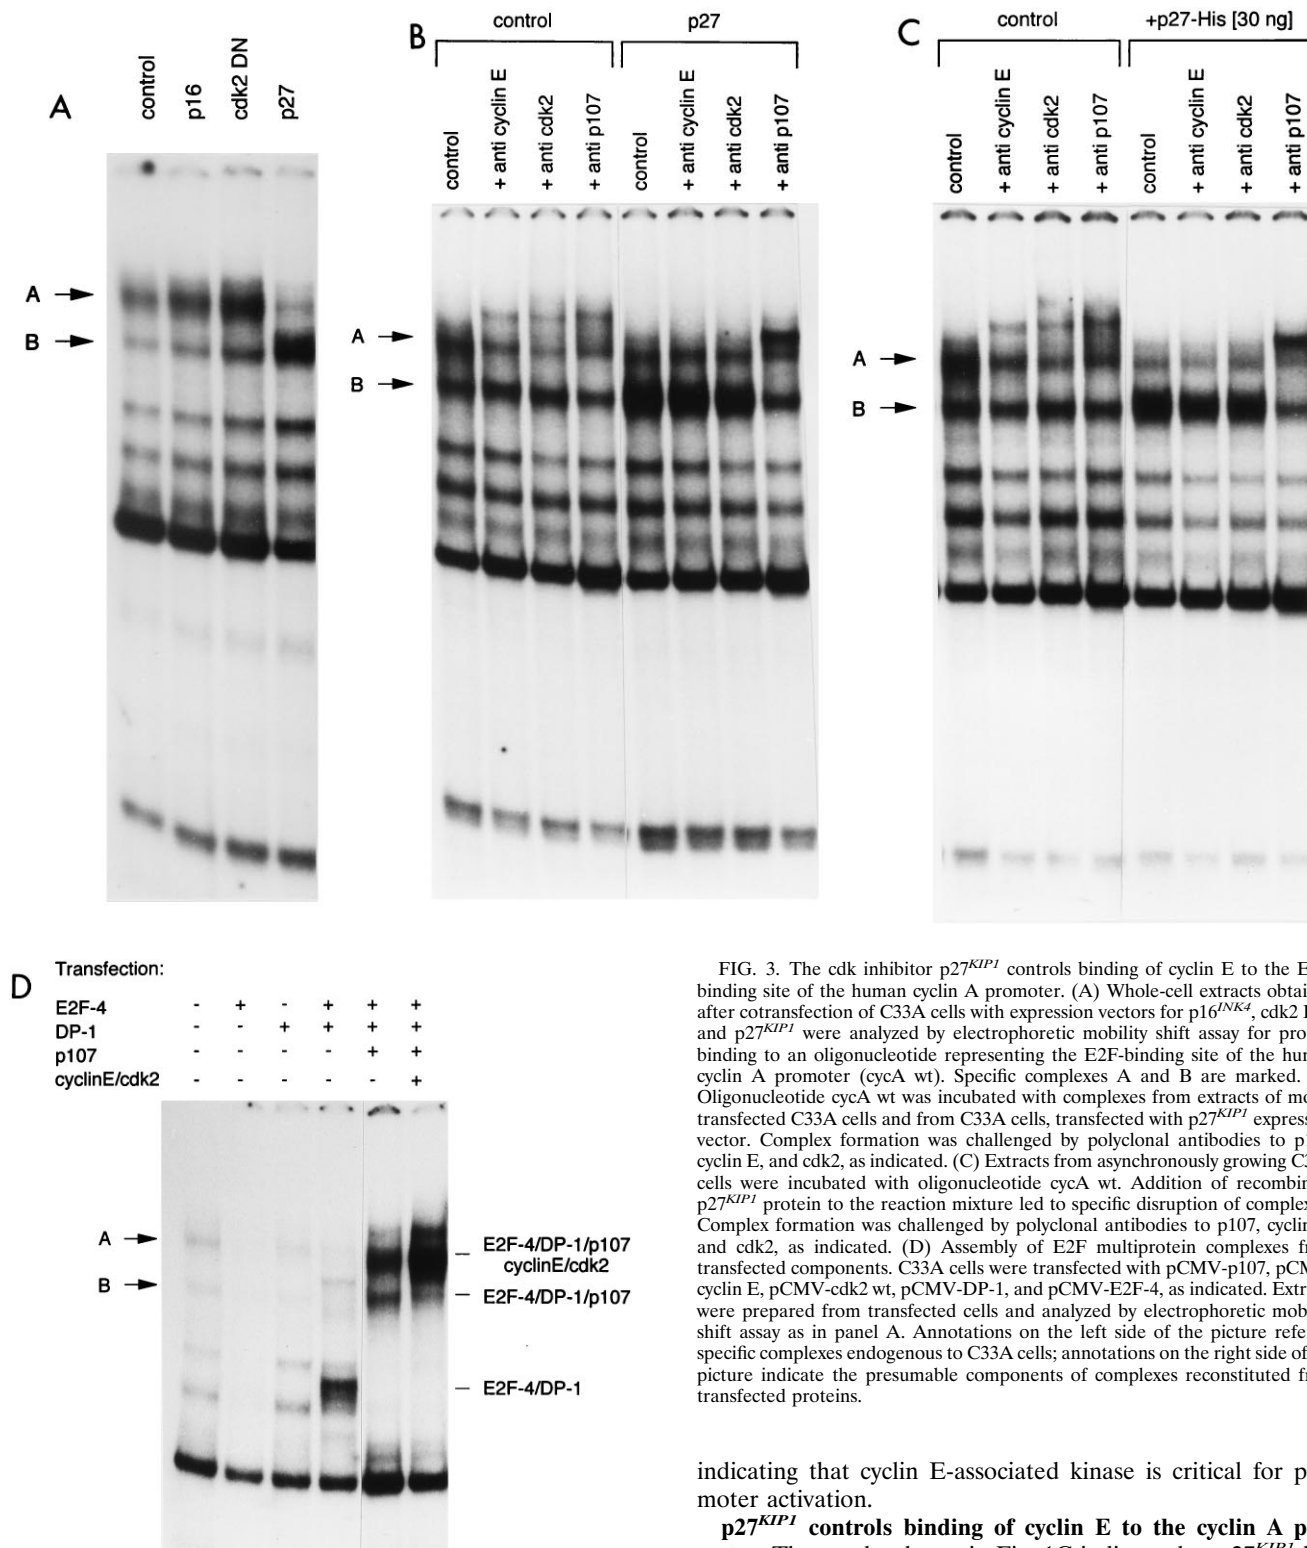 A
control
p16
cdk2 DN
p27
A
B
B
control
p27
control
+ anti cyclin E
+ anti cdk2
+ anti p107
control
+ anti cyclin E
+ anti cdk2
+ anti p107
A
B
C
control
+p27-His [30 ng]
control
+ anti cyclin E
+ anti cdk2
+ anti p107
control
+ anti cyclin E
+ anti cdk2
+ anti p107
A
B
D
Transfection:
E2F-4 - + - + + +
DP-1 - - + + + +
p107 - - - - + +
cyclinE/cdk2 - - - - - +
A
B
E2F-4/DP-1/p107
cyclinE/cdk2
E2F-4/DP-1/p107
E2F-4/DP-1
FIG. 3. The cdk inhibitor p27KIP1 controls binding of cyclin E to the E
binding site of the human cyclin A promoter. (A) Whole-cell extracts obtai
after cotransfection of C33A cells with expression vectors for p16INK4, cdk2
and p27KIP1 were analyzed by electrophoretic mobility shift assay for pro
binding to an oligonucleotide representing the E2F-binding site of the hu
cyclin A promoter (cycA wt). Specific complexes A and B are marked.
Oligonucleotide cycA wt was incubated with complexes from extracts of mo
transfected C33A cells and from C33A cells, transfected with p27KIP1 express
vector. Complex formation was challenged by polyclonal antibodies to p1
cyclin E, and cdk2, as indicated. (C) Extracts from asynchronously growing C3
cells were incubated with oligonucleotide cycA wt. Addition of recombin
p27KIP1 protein to the reaction mixture led to specific disruption of complex
Complex formation was challenged by polyclonal antibodies to p107, cyclin
and cdk2, as indicated. (D) Assembly of E2F multiprotein complexes fr
transfected components. C33A cells were transfected with pCMV-p107, pCM
cyclin E, pCMV-cdk2 wt, pCMV-DP-1, and pCMV-E2F-4, as indicated. Extr
were prepared from transfected cells and analyzed by electrophoretic mobi
shift assay as in panel A. Annotations on the left side of the picture refe
specific complexes endogenous to C33A cells; annotations on the right side of
picture indicate the presumable components of complexes reconstituted fr
transfected proteins.
indicating that cyclin E-associated kinase is critical for p
moter activation.
p27KIP1 controls binding of cyclin E to the cyclin A p